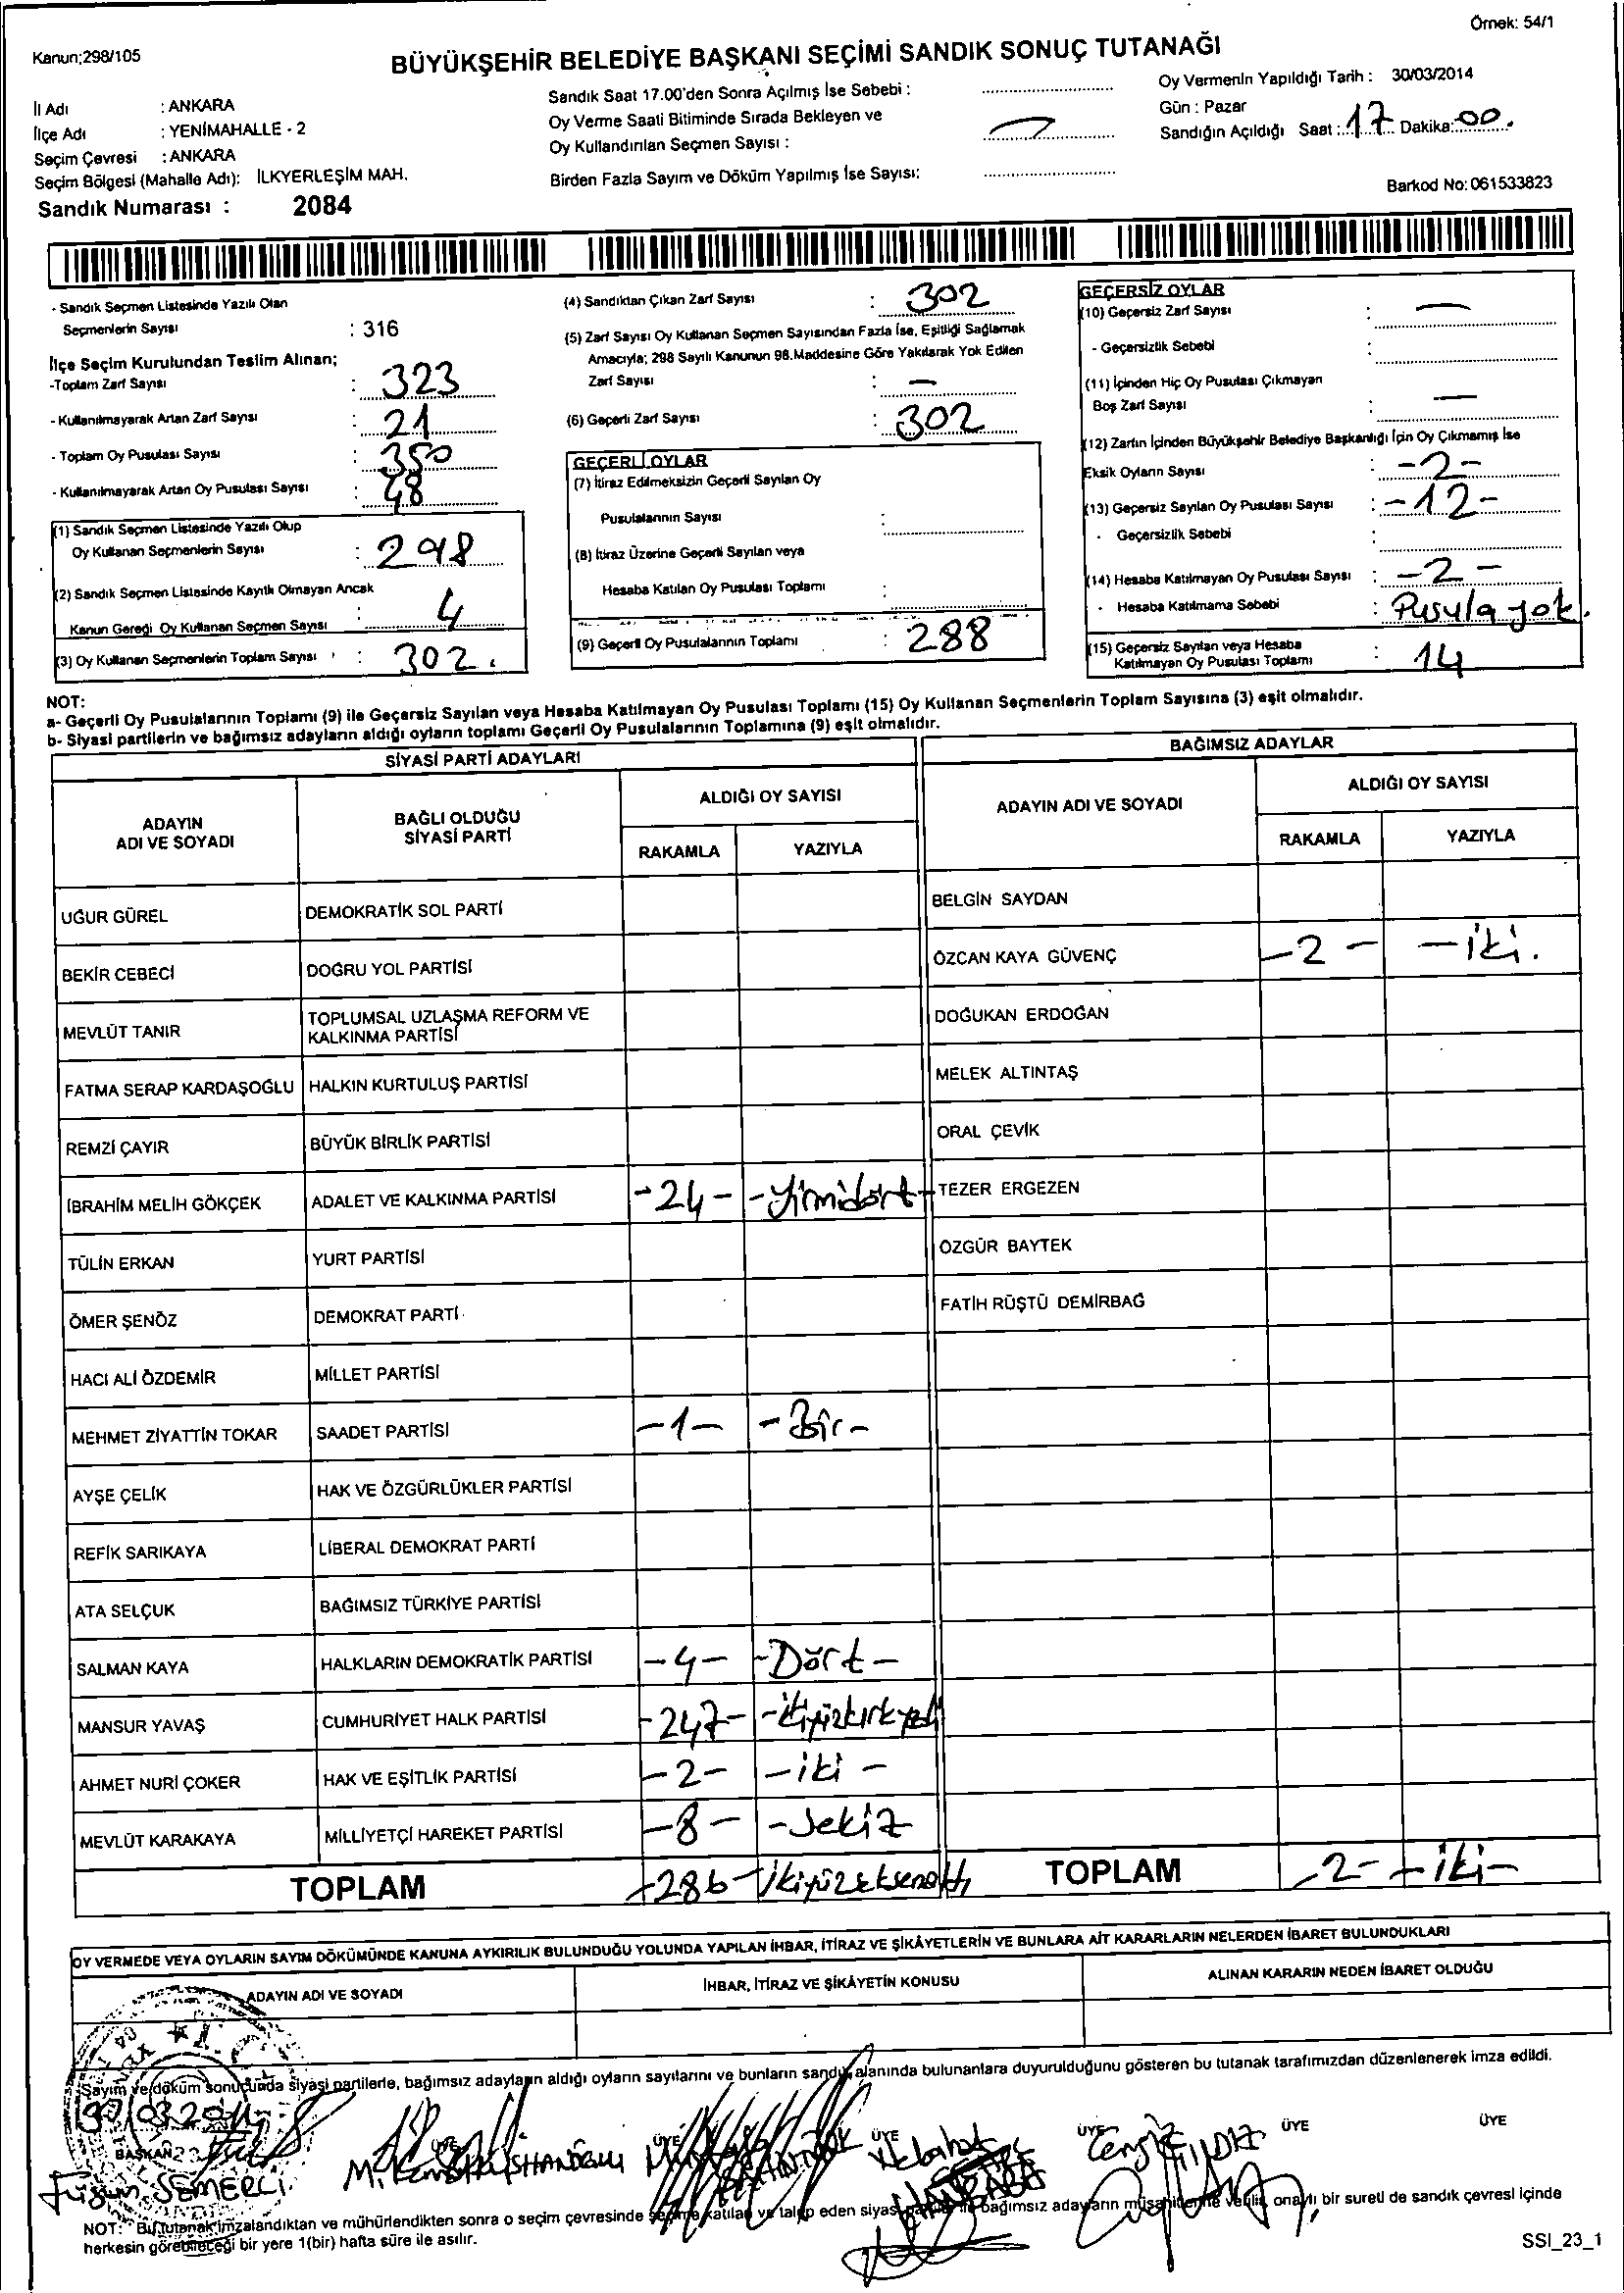 Örnek: 54/1
Kanun;298/105
BÜYÜKŞEHİR BELEDİYE BAŞKANI SEÇİMİ SANDIK SONUÇ TUTANAĞI
İl Adı : ANKARA
İlçe Adı : YENİMAHALLE - 2
Seçim Çevresi : ANKARA
Seçim Bölgesi (Mahalle Adı): İLKYERLEŞİM MAH.
Sandık Numarası : 2084
Sandık Saat 17.00'den Sonra Açılmış İse Sebebi :
Oy Verme Saati Bitiminde Sırada Bekleyen ve
Oy Kullandırılan Seçmen Sayısı :
Birden Fazla Sayım ve Döküm Yapılmış İse Sayısı:
Oy Vermenin Yapıldığı Tarih : 30/03/2014
Gün : Pazar
Sandığın Açıldığı Saat : 17 Dakika: 00.
Barkod No: 061533823
- Sandık Seçmen Listesinde Yazılı Olan
Seçmenlerin Sayısı : 316
İlçe Seçim Kurulundan Teslim Alınan;
-Toplam Zarf Sayısı : 323
- Kullanılmayarak Artan Zarf Sayısı : 21
- Toplam Oy Pusulası Sayısı : 350
- Kullanılmayarak Artan Oy Pusulası Sayısı : 48
(1) Sandık Seçmen Listesinde Yazılı Olup
Oy Kullanan Seçmenlerin Sayısı : 298
(2) Sandık Seçmen Listesinde Kayıtlı Olmayan Ancak
Kanun Gereği Oy Kullanan Seçmen Sayısı : 4
(3) Oy Kullanan Seçmenlerin Toplam Sayısı : 302.
(4) Sandıktan Çıkan Zarf Sayısı : 302
(5) Zarf Sayısı Oy Kullanan Seçmen Sayısından Fazla İse, Eşitliği Sağlamak
Amacıyla; 298 Sayılı Kanunun 98.Maddesine Göre Yakılarak Yok Edilen
Zarf Sayısı : —
(6) Geçerli Zarf Sayısı : 302
GEÇERLİ OYLAR
(7) İtiraz Edilmeksizin Geçerli Sayılan Oy
Pusulalarının Sayısı :
(8) İtiraz Üzerine Geçerli Sayılan veya
Hesaba Katılan Oy Pusulası Toplamı :
(9) Geçerli Oy Pusulalarının Toplamı : 288
GEÇERSİZ OYLAR
(10) Geçersiz Zarf Sayısı : —
- Geçersizlik Sebebi :
(11) İçinden Hiç Oy Pusulası Çıkmayan
Boş Zarf Sayısı : —
(12) Zarfın İçinden Büyükşehir Belediye Başkanlığı İçin Oy Çıkmamış İse
Eksik Oyların Sayısı : -2-
(13) Geçersiz Sayılan Oy Pusulası Sayısı : -12-
- Geçersizlik Sebebi :
(14) Hesaba Katılmayan Oy Pusulası Sayısı : -2-
- Hesaba Katılmama Sebebi : Pusula yok.
(15) Geçersiz Sayılan veya Hesaba
Katılmayan Oy Pusulası Toplamı : 14
NOT:
a- Geçerli Oy Pusulalarının Toplamı (9) ile Geçersiz Sayılan veya Hesaba Katılmayan Oy Pusulası Toplamı (15) Oy Kullanan Seçmenlerin Toplam Sayısına (3) eşit olmalıdır.
b- Siyasi partilerin ve bağımsız adayların aldığı oyların toplamı Geçerli Oy Pusulalarının Toplamına (9) eşit olmalıdır.
SİYASİ PARTİ ADAYLARI
ADAYIN ADI VE SOYADI BAĞLI OLDUĞU SİYASİ PARTİ ALDIĞI OY SAYISI
RAKAMLA YAZIYLA
UĞUR GÜREL DEMOKRATİK SOL PARTİ
BEKİR CEBECİ DOĞRU YOL PARTİSİ
MEVLÜT TANIR TOPLUMSAL UZLAŞMA REFORM VE KALKINMA PARTİSİ
FATMA SERAP KARDAŞOĞLU HALKIN KURTULUŞ PARTİSİ
REMZİ ÇAYIR BÜYÜK BİRLİK PARTİSİ
İBRAHİM MELİH GÖKÇEK ADALET VE KALKINMA PARTİSİ -24- -Yirmidört-
TÜLİN ERKAN YURT PARTİSİ
ÖMER ŞENÖZ DEMOKRAT PARTİ
HACI ALİ ÖZDEMİR MİLLET PARTİSİ
MEHMET ZİYATTİN TOKAR SAADET PARTİSİ -1- -Bir-
AYŞE ÇELİK HAK VE ÖZGÜRLÜKLER PARTİSİ
REFİK SARIKAYA LİBERAL DEMOKRAT PARTİ
ATA SELÇUK BAĞIMSIZ TÜRKİYE PARTİSİ
SALMAN KAYA HALKLARIN DEMOKRATİK PARTİSİ -4- -Dört-
MANSUR YAVAŞ CUMHURİYET HALK PARTİSİ -247- -İkiyüzkırkyedi
AHMET NURİ ÇOKER HAK VE EŞİTLİK PARTİSİ -2- -iki-
MEVLÜT KARAKAYA MİLLİYETÇİ HAREKET PARTİSİ -8- -Sekiz
TOPLAM -286- İkiyüzseksenaltı
BAĞIMSIZ ADAYLAR
ADAYIN ADI VE SOYADI ALDIĞI OY SAYISI
RAKAMLA YAZIYLA
BELGİN SAYDAN
ÖZCAN KAYA GÜVENÇ -2- -iki.
DOĞUKAN ERDOĞAN
MELEK ALTINTAŞ
ORAL ÇEVİK
TEZER ERGEZEN
ÖZGÜR BAYTEK
FATİH RÜŞTÜ DEMİRBAĞ
TOPLAM -2- -iki-
OY VERMEDE VEYA OYLARIN SAYIM DÖKÜMÜNDE KANUNA AYKIRILIK BULUNDUĞU YOLUNDA YAPILAN İHBAR, İTİRAZ VE ŞİKÂYETLERİN VE BUNLARA AİT KARARLARIN NELERDEN İBARET BULUNDUKLARI
ADAYIN ADI VE SOYADI İHBAR, İTİRAZ VE ŞİKÂYETİN KONUSU ALINAN KARARIN NEDEN İBARET OLDUĞU
Sayım ve döküm sonucunda siyasi partilerle, bağımsız adayların aldığı oyların sayılarını ve bunların sandık alanında bulunanlara duyurulduğunu gösteren bu tutanak tarafımızdan düzenlenerek imza edildi.
30/03.2014
BAŞKAN ÜYE ÜYE ÜYE ÜYE ÜYE
Füsun SEMERCİ Nebahat Cengiz YILDIZ
NOT: Bu tutanak imzalandıktan ve mühürlendikten sonra o seçim çevresinde seçime katılan ve talep eden siyasi partiler ile bağımsız adayların müşahitlerine verilir, onaylı bir sureti de sandık çevresi içinde
herkesin görebileceği bir yere 1(bir) hafta süre ile asılır.
SSI_23_1